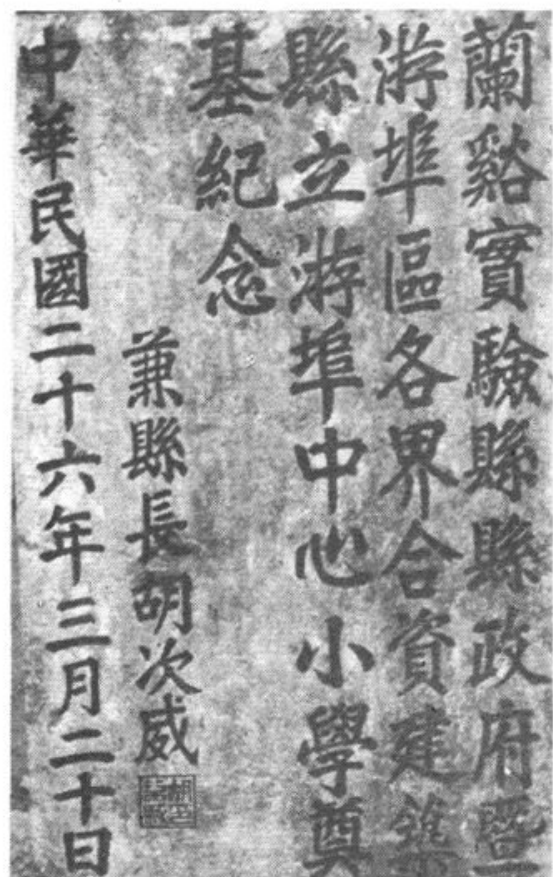 蘭谿實驗縣縣政府暨
游埠區各界合資建築
縣立游埠中心小學奠
基紀念
兼縣長胡次威
中華民國二十六年三月二十日